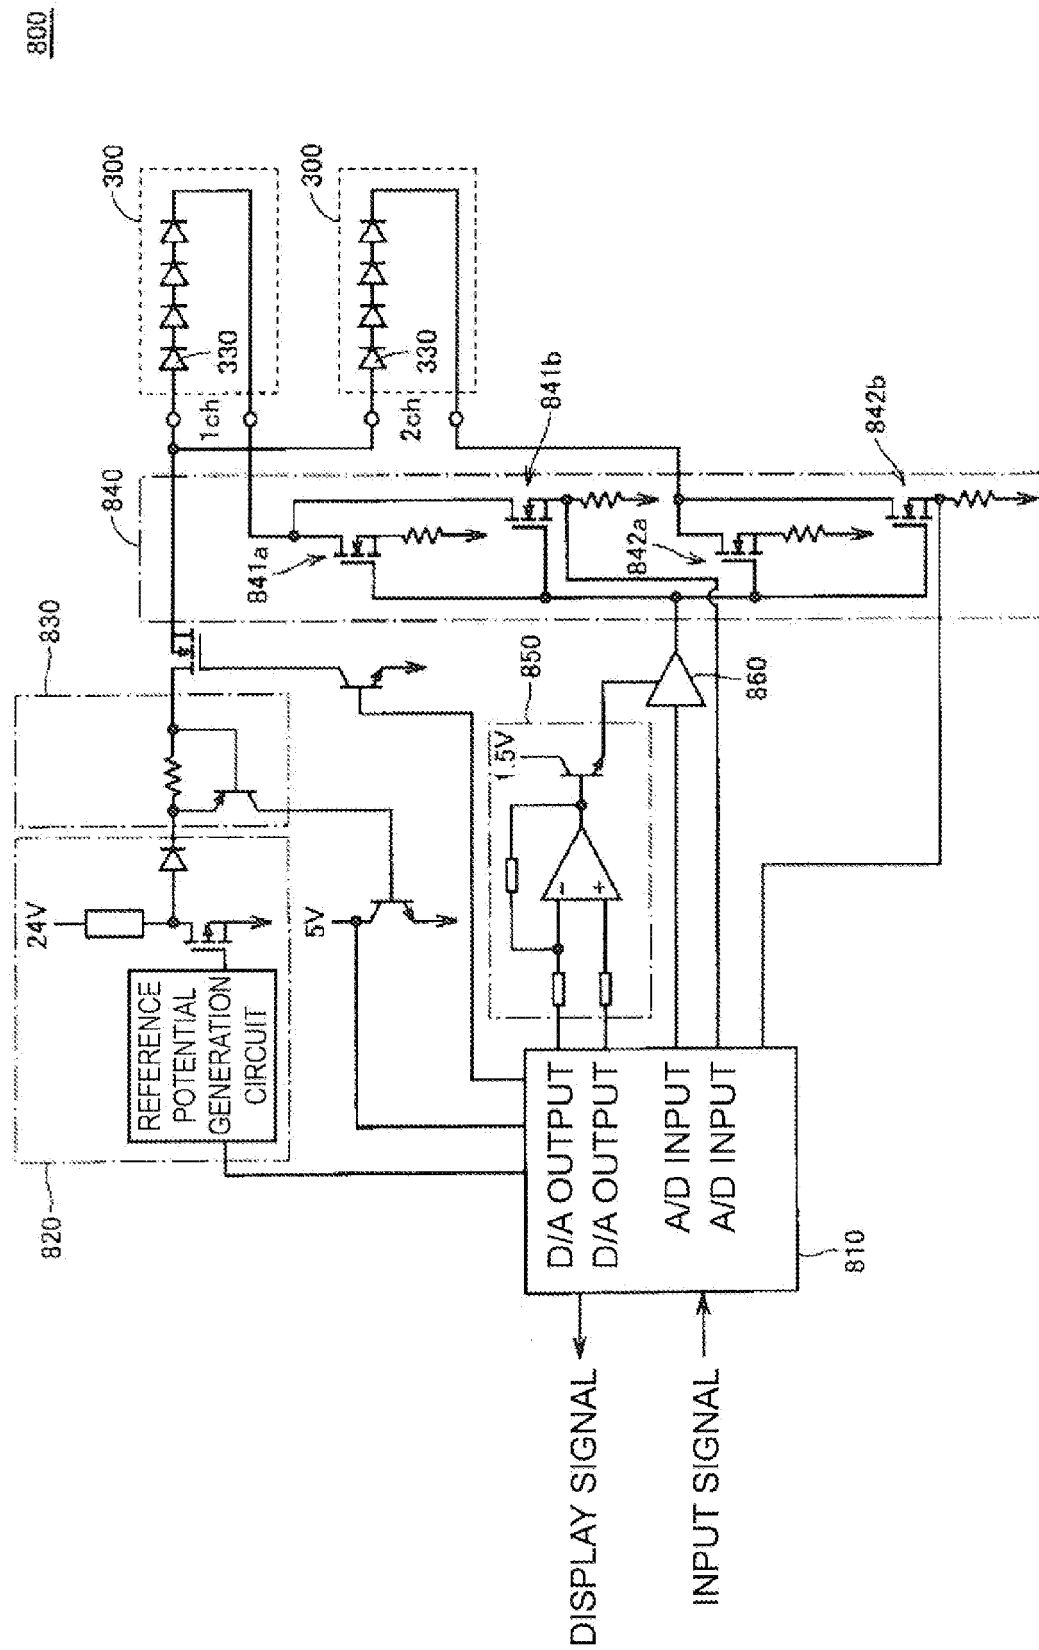 800
300
330
1ch
300
330
2ch
840
841a
841b
842a
842b
830
850
860
1.5V
24V
5V
REFERENCE
POTENTIAL
GENERATION
CIRCUIT
820
−
+
D/A OUTPUT
D/A OUTPUT
A/D INPUT
A/D INPUT
810
DISPLAY SIGNAL
INPUT SIGNAL